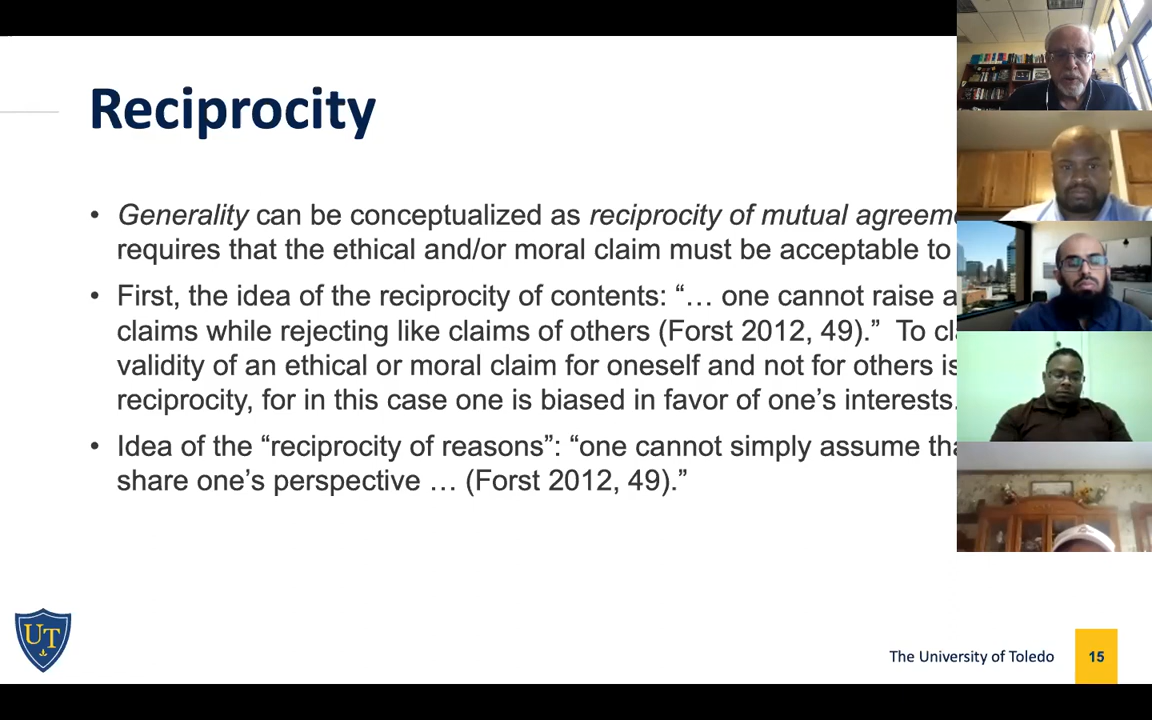 Reciprocity
• Generality can be conceptualized as reciprocity of mutual
requires that the ethical and/or moral claim must be acceptable to
• First, the idea of the reciprocity of contents: “… one cannot raise
claims while rejecting like claims of others (Forst 2012, 49).” To
validity of an ethical or moral claim for oneself and not for others is
reciprocity, for in this case one is biased in favor of one’s interests.
• Idea of the “reciprocity of reasons”: “one cannot simply assume
share one’s perspective … (Forst 2012, 49).”
UT
The University of Toledo
15